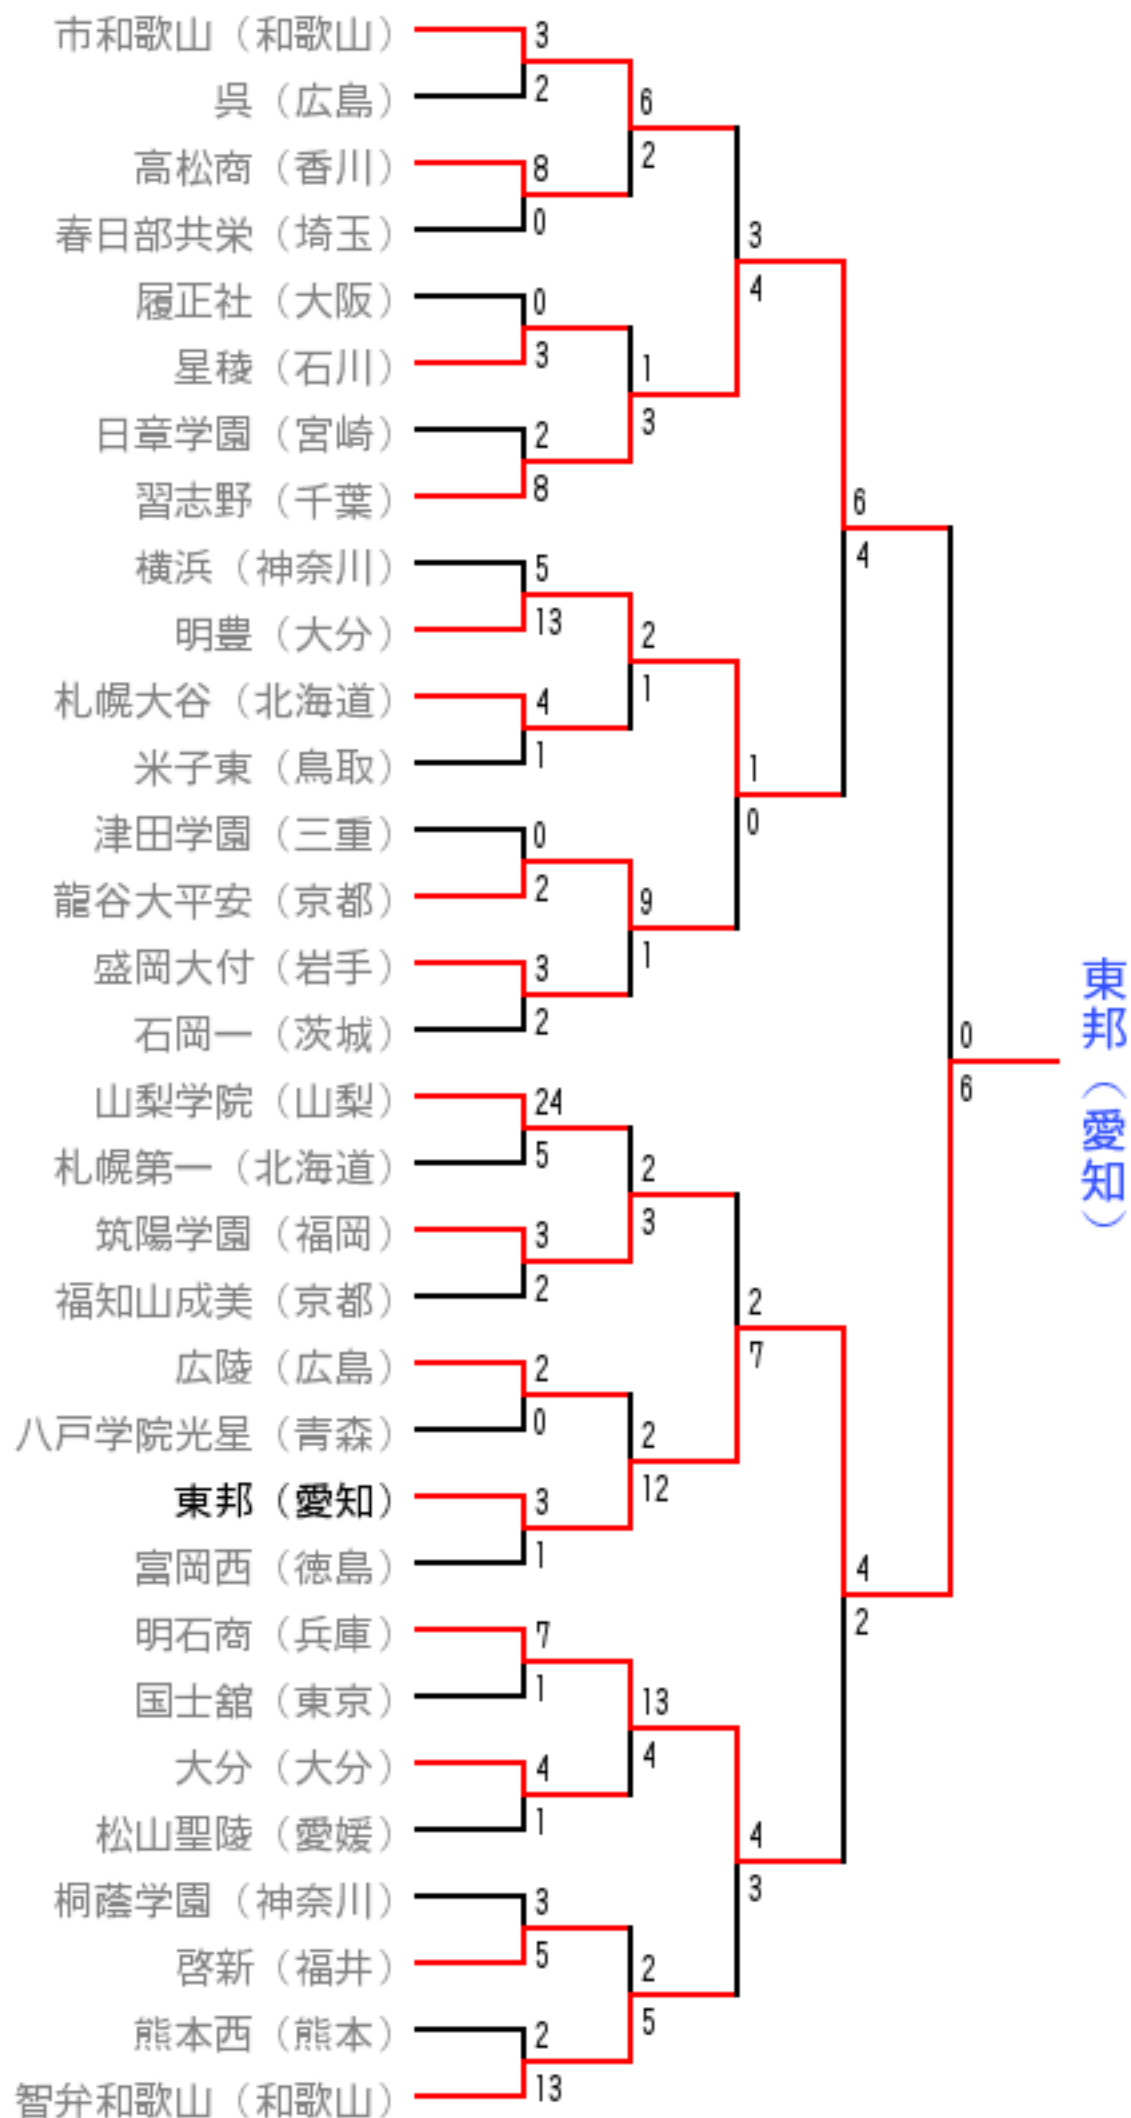 市和歌山（和歌山）
3
呉（広島）
2
6
2
高松商（香川）
8
春日部共栄（埼玉）
0
3
4
履正社（大阪）
0
星稜（石川）
3
1
3
日章学園（宮崎）
2
習志野（千葉）
8
6
4
横浜（神奈川）
5
明豊（大分）
13
2
1
札幌大谷（北海道）
4
米子東（鳥取）
1
1
0
津田学園（三重）
0
龍谷大平安（京都）
2
9
1
盛岡大付（岩手）
3
石岡一（茨城）
2
0
6
東邦（愛知）
山梨学院（山梨）
24
札幌第一（北海道）
5
2
3
筑陽学園（福岡）
3
福知山成美（京都）
2
2
7
広陵（広島）
2
八戸学院光星（青森）
0
2
12
東邦（愛知）
3
富岡西（徳島）
1
4
2
明石商（兵庫）
7
国士舘（東京）
1
13
4
大分（大分）
4
松山聖陵（愛媛）
1
4
3
桐蔭学園（神奈川）
3
啓新（福井）
5
2
5
熊本西（熊本）
2
智弁和歌山（和歌山）
13